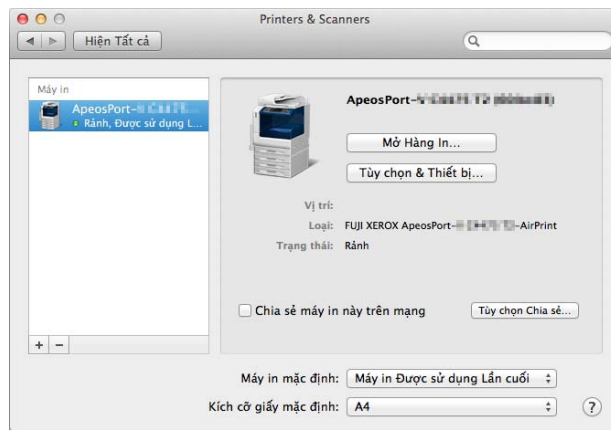 Printers & Scanners
Hiện Tất cả
Máy in
ApeosPort-
Rảnh, Được sử dụng L...
ApeosPort-
Mở Hàng In...
Tùy chọn & Thiết bị...
Vị trí:
Loại: FUJI XEROX ApeosPort- -AirPrint
Trạng thái: Rảnh
Chia sẻ máy in này trên mạng
Tùy chọn Chia sẻ...
+ −
Máy in mặc định: Máy in Được sử dụng Lần cuối
Kích cỡ giấy mặc định: A4
?